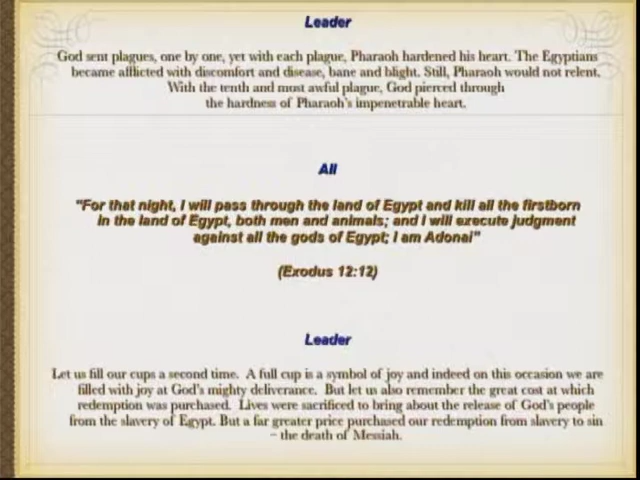 Leader
God sent plagues, one by one, yet with each plague, Pharaoh hardened his heart. The Egyptians
became afflicted with discomfort and disease, bane and blight. Still, Pharaoh would not relent.
With the tenth and most awful plague, God pierced through
the hardness of Pharaoh's impenetrable heart.
All
"For that night, I will pass through the land of Egypt and kill all the firstborn
in the land of Egypt, both men and animals; and I will execute judgment
against all the gods of Egypt; I am Adonai"
(Exodus 12:12)
Leader
Let us fill our cups a second time. A full cup is a symbol of joy and indeed on this occasion we are
filled with joy at God's mighty deliverance. But let us also remember the great cost at which
redemption was purchased. Lives were sacrificed to bring about the release of God's people
from the slavery of Egypt. But a far greater price purchased our redemption from slavery to sin
– the death of Messiah.